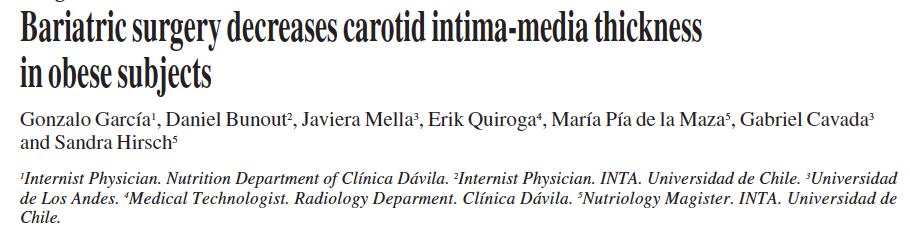 Bariatric surgery decreases carotid intima-media thickness
in obese subjects
Gonzalo García¹, Daniel Bunout², Javiera Mella³, Erik Quiroga⁴, María Pía de la Maza⁵, Gabriel Cavada³
and Sandra Hirsch⁵
¹Internist Physician. Nutrition Department of Clínica Dávila. ²Internist Physician. INTA. Universidad de Chile. ³Universidad
de Los Andes. ⁴Medical Technologist. Radiology Deparment. Clínica Dávila. ⁵Nutriology Magister. INTA. Universidad de
Chile.